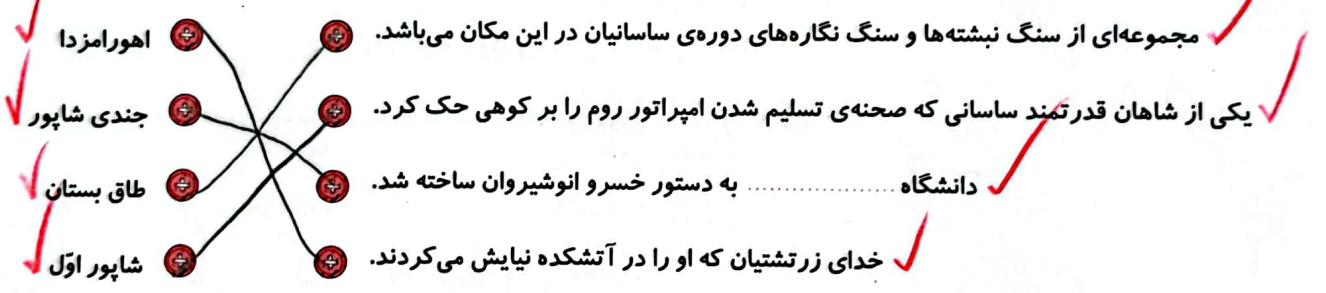 مجموعه‌ای از سنگ نبشته‌ها و سنگ نگاره‌های دوره‌ی ساسانیان در این مکان می‌باشد. اهورامزدا
یکی از شاهان قدرتمند ساسانی که صحنه‌ی تسلیم شدن امپراتور روم را بر کوهی حک کرد. جندی شاپور
دانشگاه .................... به دستور خسرو انوشیروان ساخته شد. طاق بستان
خدای زرتشتیان که او را در آتشکده نیایش می‌کردند. شاپور اوّل